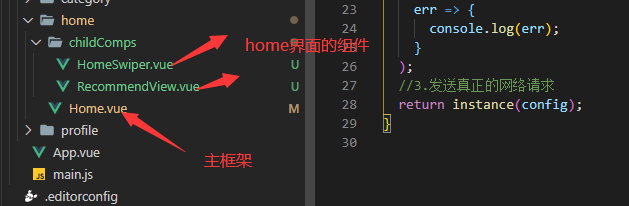 category
home
childComps
HomeSwiper.vue U
RecommendView.vue U
Home.vue M
profile
App.vue
JS main.js
.editorconfig
home界面的组件
主框架
23 err => {
24 console.log(err);
25 }
26 );
27 //3.发送真正的网络请求
28 return instance(config);
29 }
30